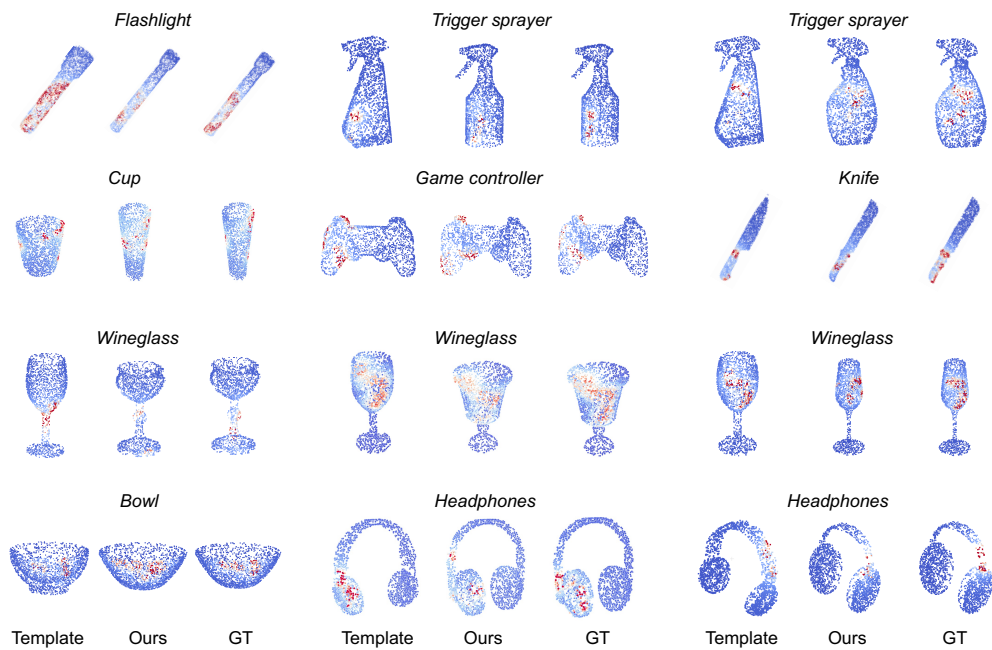 Flashlight
Trigger sprayer
Trigger sprayer
Cup
Game controller
Knife
Wineglass
Wineglass
Wineglass
Bowl
Headphones
Headphones
Template Ours GT Template Ours GT Template Ours GT